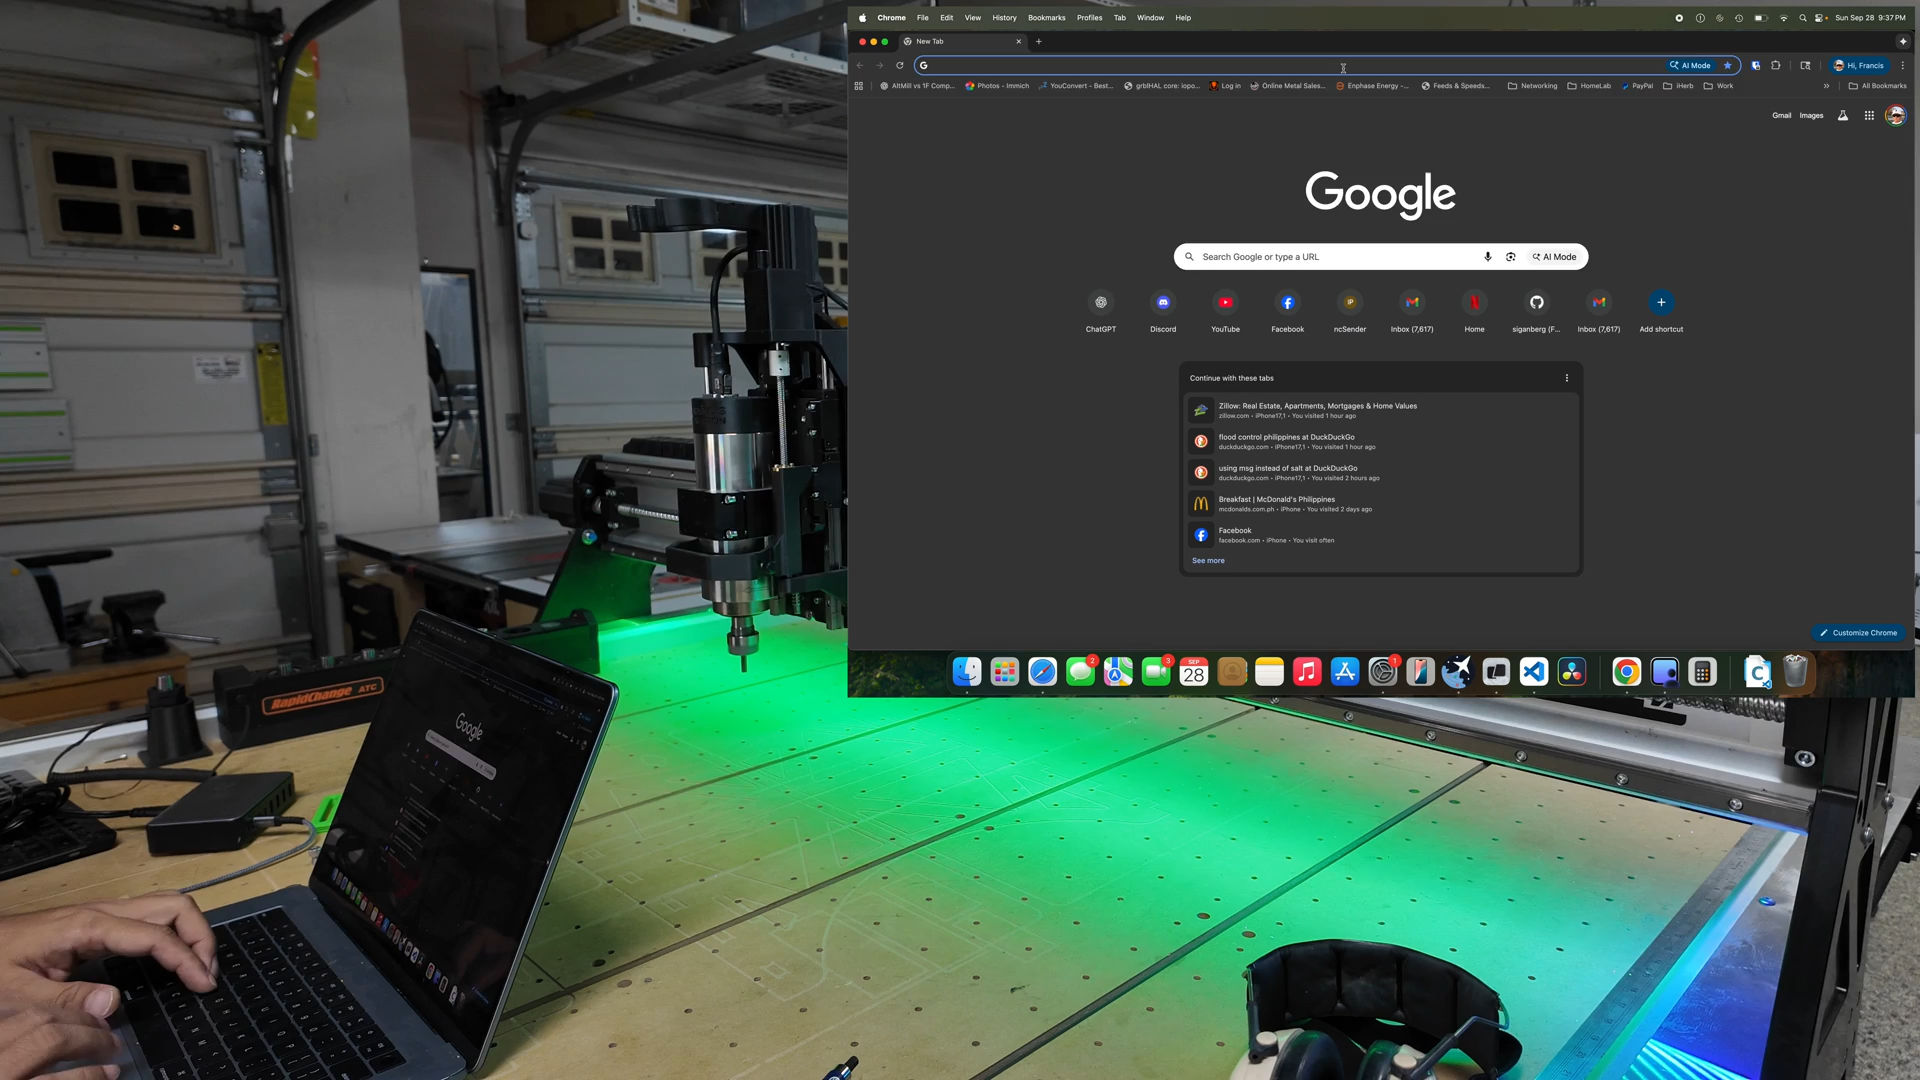 Chrome File Edit View History Bookmarks Profiles Tab Window Help
Sun Sep 28 9:37 PM
New Tab
AI Mode
Hi, Francis
AltMill vs 1F Comp...
Photos - Immich
YouConvert - Best...
grblHAL core: iopo...
Log in
Online Metal Sales...
Enphase Energy -...
Feeds & Speeds...
Networking
HomeLab
PayPal
iHerb
Work
All Bookmarks
Gmail Images
Google
Search Google or type a URL
AI Mode
ChatGPT
Discord
YouTube
Facebook
ncSender
Inbox (7,617)
Home
siganberg (F...
Inbox (7,617)
Add shortcut
Continue with these tabs
Zillow: Real Estate, Apartments, Mortgages & Home Values
zillow.com • iPhone17,1 • You visited 1 hour ago
flood control philippines at DuckDuckGo
duckduckgo.com • iPhone17,1 • You visited 1 hour ago
using msg instead of salt at DuckDuckGo
duckduckgo.com • iPhone17,1 • You visited 2 hours ago
Breakfast | McDonald's Philippines
mcdonalds.com.ph • iPhone • You visited 2 days ago
Facebook
facebook.com • iPhone • You visit often
See more
Customize Chrome
2
3
SEP
28
1
RapidChange ATC
Google